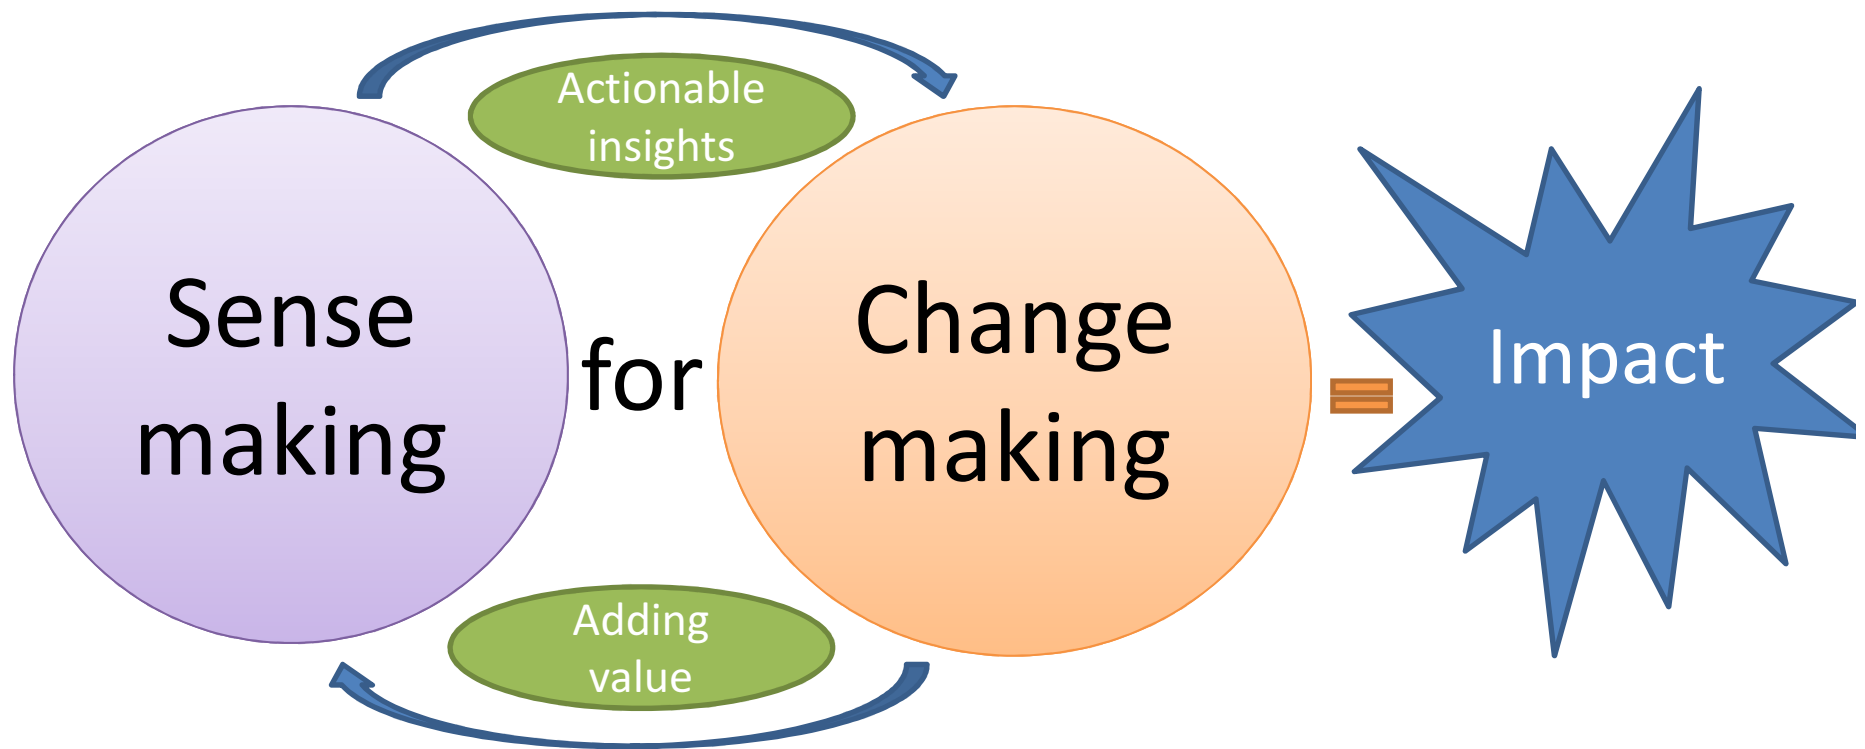 Actionable
insights
Sense
making
for
Change
making
=
Impact
Adding
value